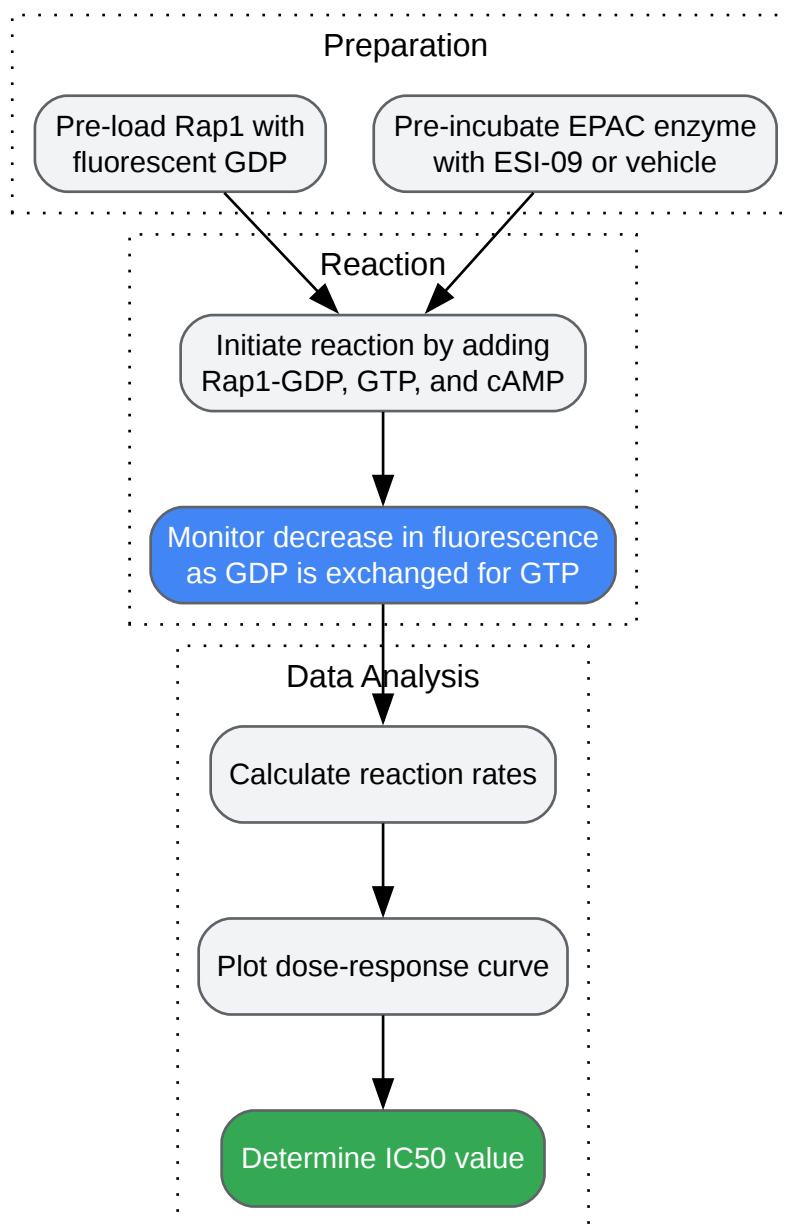 Preparation
Pre-load Rap1 with
fluorescent GDP
Pre-incubate EPAC enzyme
with ESI-09 or vehicle
Reaction
Initiate reaction by adding
Rap1-GDP, GTP, and cAMP
Monitor decrease in fluorescence
as GDP is exchanged for GTP
Data Analysis
Calculate reaction rates
Plot dose-response curve
Determine IC50 value